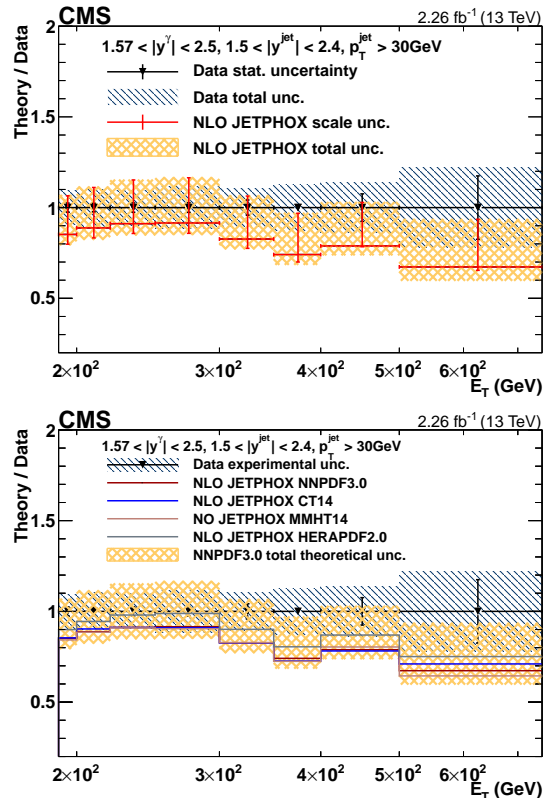 CMS 2.26 fb⁻¹ (13 TeV)
1.57 < |y^γ| < 2.5, 1.5 < |y^jet| < 2.4, p_T^jet > 30GeV
Data stat. uncertainty
Data total unc.
NLO JETPHOX scale unc.
NLO JETPHOX total unc.
Theory / Data
2
1.5
1
0.5
2×10² 3×10² 4×10² 5×10² 6×10²
E_T (GeV)
CMS 2.26 fb⁻¹ (13 TeV)
1.57 < |y^γ| < 2.5, 1.5 < |y^jet| < 2.4, p_T^jet > 30GeV
Data experimental unc.
NLO JETPHOX NNPDF3.0
NLO JETPHOX CT14
NO JETPHOX MMHT14
NLO JETPHOX HERAPDF2.0
NNPDF3.0 total theoretical unc.
Theory / Data
2
1.5
1
0.5
2×10² 3×10² 4×10² 5×10² 6×10²
E_T (GeV)